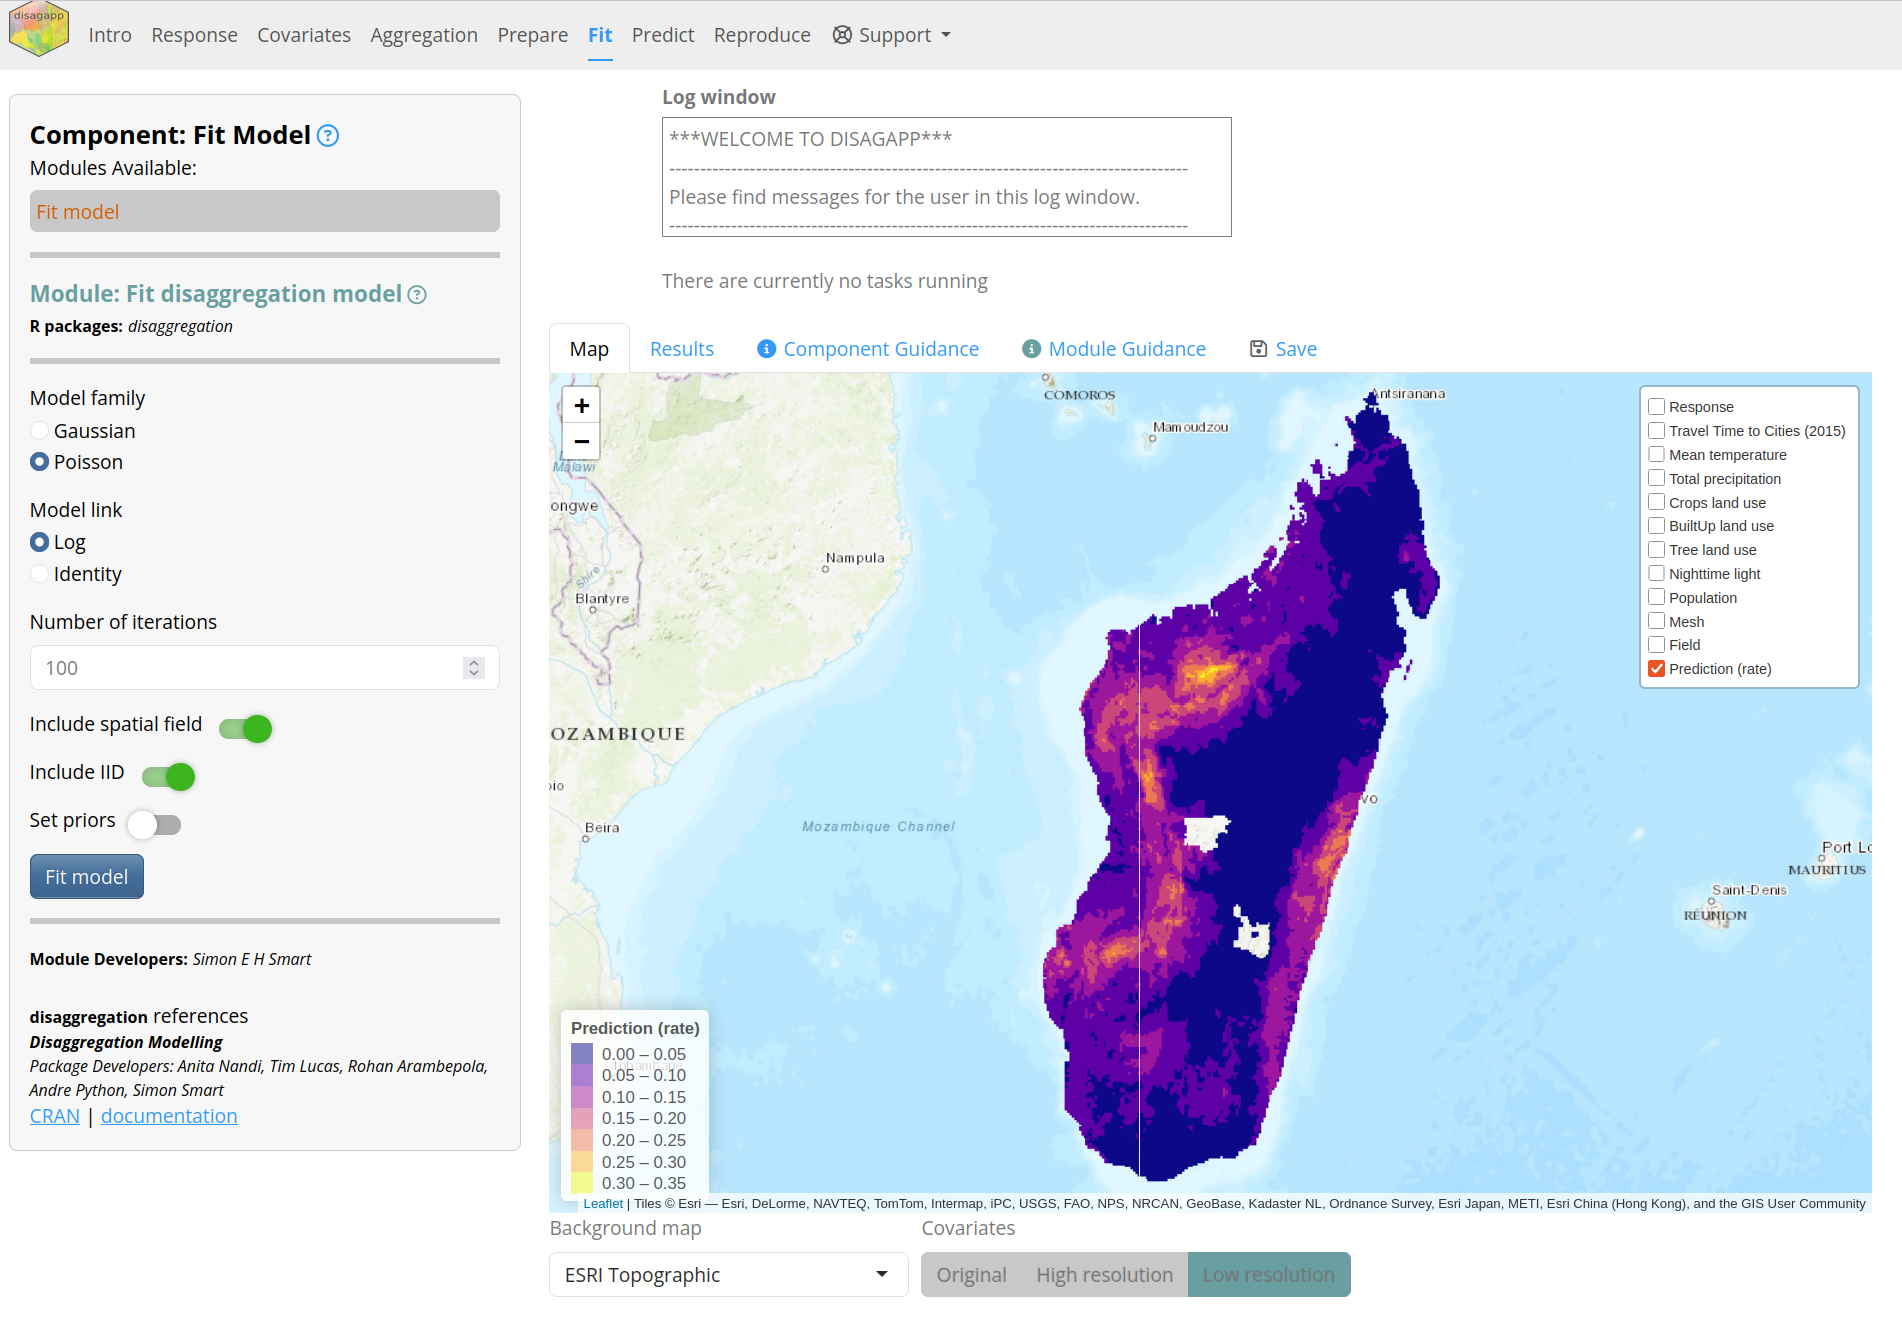 disagapp
Intro Response Covariates Aggregation Prepare Fit Predict Reproduce Support
Component: Fit Model
Modules Available:
Fit model
Module: Fit disaggregation model
R packages: disaggregation
Model family
Gaussian
Poisson
Model link
Log
Identity
Number of iterations
100
Include spatial field
Include IID
Set priors
Fit model
Module Developers: Simon E H Smart
disaggregation references
Disaggregation Modelling
Package Developers: Anita Nandi, Tim Lucas, Rohan Arambepola,
Andre Python, Simon Smart
CRAN | documentation
Log window
***WELCOME TO DISAGAPP***
Please find messages for the user in this log window.
There are currently no tasks running
Map Results Component Guidance Module Guidance Save
+
−
Malawi
ongwe
Shire
Blantyre
Nampula
OZAMBIQUE
oio
Beira
Mozambique Channel
COMOROS
Mamoudzou
Antsiranana
vo
Port Lo
MAURITIUS
Saint-Denis
REUNION
Response
Travel Time to Cities (2015)
Mean temperature
Total precipitation
Crops land use
BuiltUp land use
Tree land use
Nighttime light
Population
Mesh
Field
Prediction (rate)
Prediction (rate)
0.00 – 0.05
0.05 – 0.10
0.10 – 0.15
0.15 – 0.20
0.20 – 0.25
0.25 – 0.30
0.30 – 0.35
Leaflet | Tiles © Esri — Esri, DeLorme, NAVTEQ, TomTom, Intermap, iPC, USGS, FAO, NPS, NRCAN, GeoBase, Kadaster NL, Ordnance Survey, Esri Japan, METI, Esri China (Hong Kong), and the GIS User Community
Background map
ESRI Topographic
Covariates
Original High resolution Low resolution